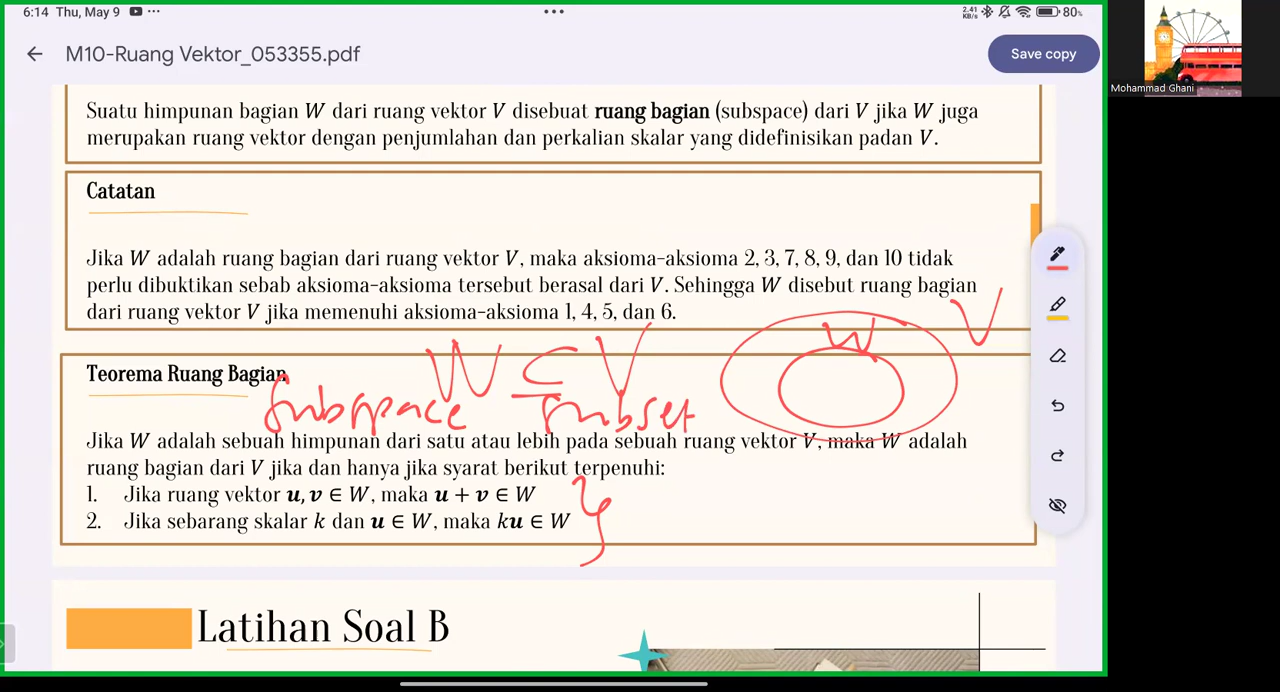 6:14 Thu, May 9
2.41 KB/s
80%
M10-Ruang Vektor_053355.pdf
Save copy
Mohammad Ghani
Suatu himpunan bagian W dari ruang vektor V disebuat ruang bagian (subspace) dari V jika W juga
merupakan ruang vektor dengan penjumlahan dan perkalian skalar yang didefinisikan padan V.
Catatan
Jika W adalah ruang bagian dari ruang vektor V, maka aksioma-aksioma 2, 3, 7, 8, 9, dan 10 tidak
perlu dibuktikan sebab aksioma-aksioma tersebut berasal dari V. Sehingga W disebut ruang bagian
dari ruang vektor V jika memenuhi aksioma-aksioma 1, 4, 5, dan 6.
W V
W ⊆ V
Teorema Ruang Bagian
Subspace subset
Jika W adalah sebuah himpunan dari satu atau lebih pada sebuah ruang vektor V, maka W adalah
ruang bagian dari V jika dan hanya jika syarat berikut terpenuhi:
1. Jika ruang vektor u, v ∈ W, maka u + v ∈ W
2. Jika sebarang skalar k dan u ∈ W, maka ku ∈ W
Latihan Soal B